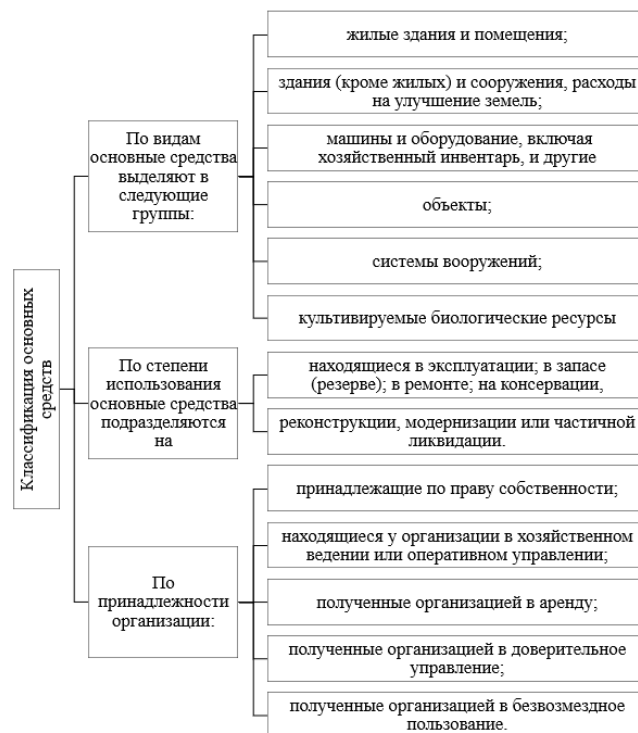 Классификация основных
средств
По видам
основные средства
выделяют в
следующие
группы:
жилые здания и помещения;
здания (кроме жилых) и сооружения, расходы
на улучшение земель;
машины и оборудование, включая
хозяйственный инвентарь, и другие
объекты;
системы вооружений;
культивируемые биологические ресурсы
По степени
использования
основные средства
подразделяются
на
находящиеся в эксплуатации; в запасе
(резерве); в ремонте; на консервации,
реконструкции, модернизации или частичной
ликвидации.
По
принадлежности
организации:
принадлежащие по праву собственности;
находящиеся у организации в хозяйственном
ведении или оперативном управлении;
полученные организацией в аренду;
полученные организацией в доверительное
управление;
полученные организацией в безвозмездное
пользование.